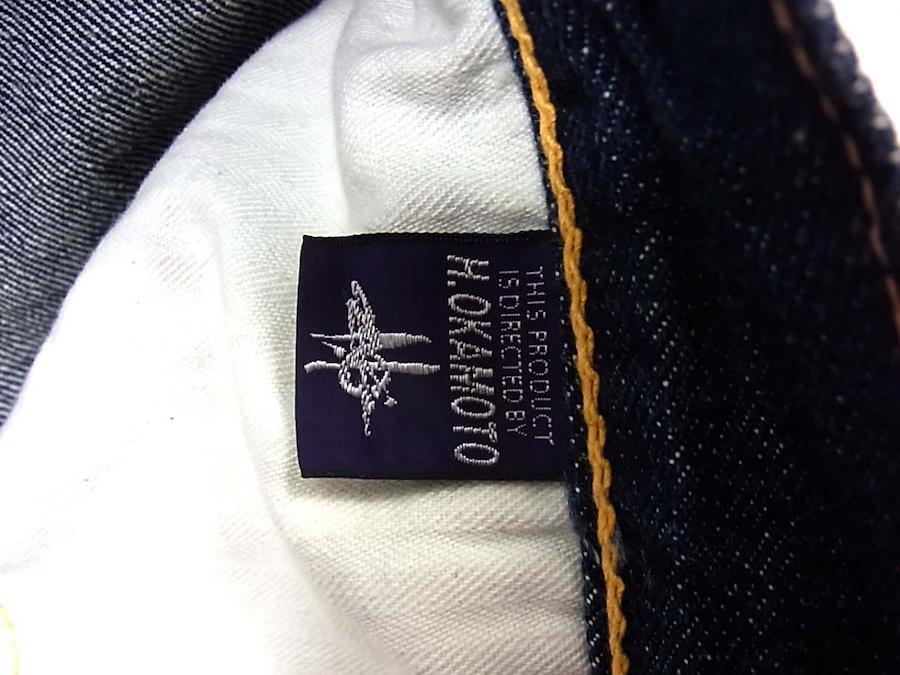 THIS PRODUCT
IS DIRECTED BY
H.OKAMOTO